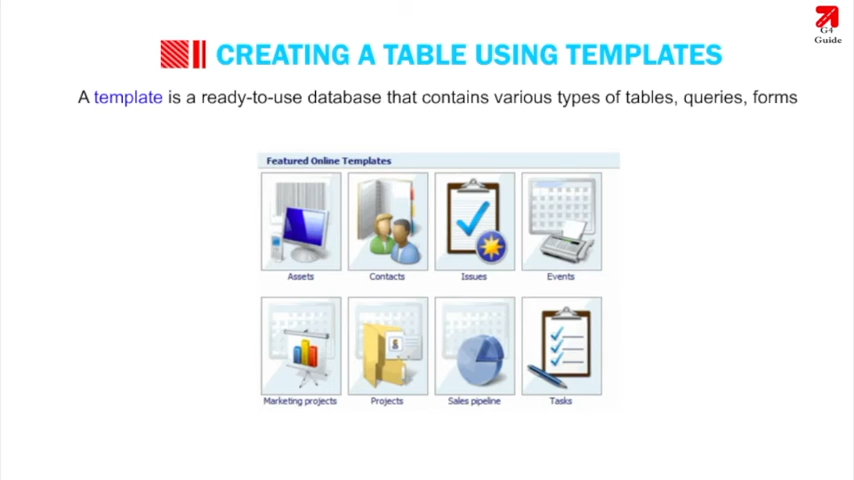 G4
Guide
CREATING A TABLE USING TEMPLATES
A template is a ready-to-use database that contains various types of tables, queries, forms
Featured Online Templates
Assets Contacts Issues Events
Marketing projects Projects Sales pipeline Tasks